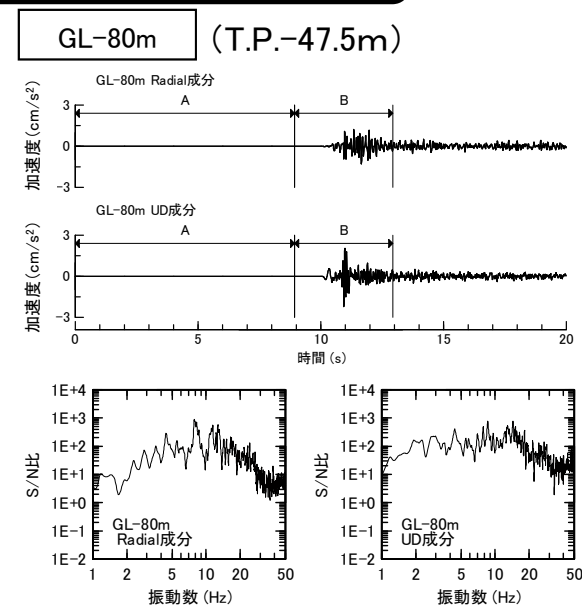 GL-80m （T.P.-47.5m）
GL-80m Radial成分
A B
加速度(cm/s²)
3
0
-3
GL-80m UD成分
A B
加速度(cm/s²)
3
0
-3
0 5 10 15 20
時間(s)
S/N比
1E+4
1E+3
1E+2
1E+1
1E+0
1E-1
1E-2
GL-80m
Radial成分
1 2 5 10 20 50
振動数(Hz)
S/N比
1E+4
1E+3
1E+2
1E+1
1E+0
1E-1
1E-2
GL-80m
UD成分
1 2 5 10 20 50
振動数(Hz)